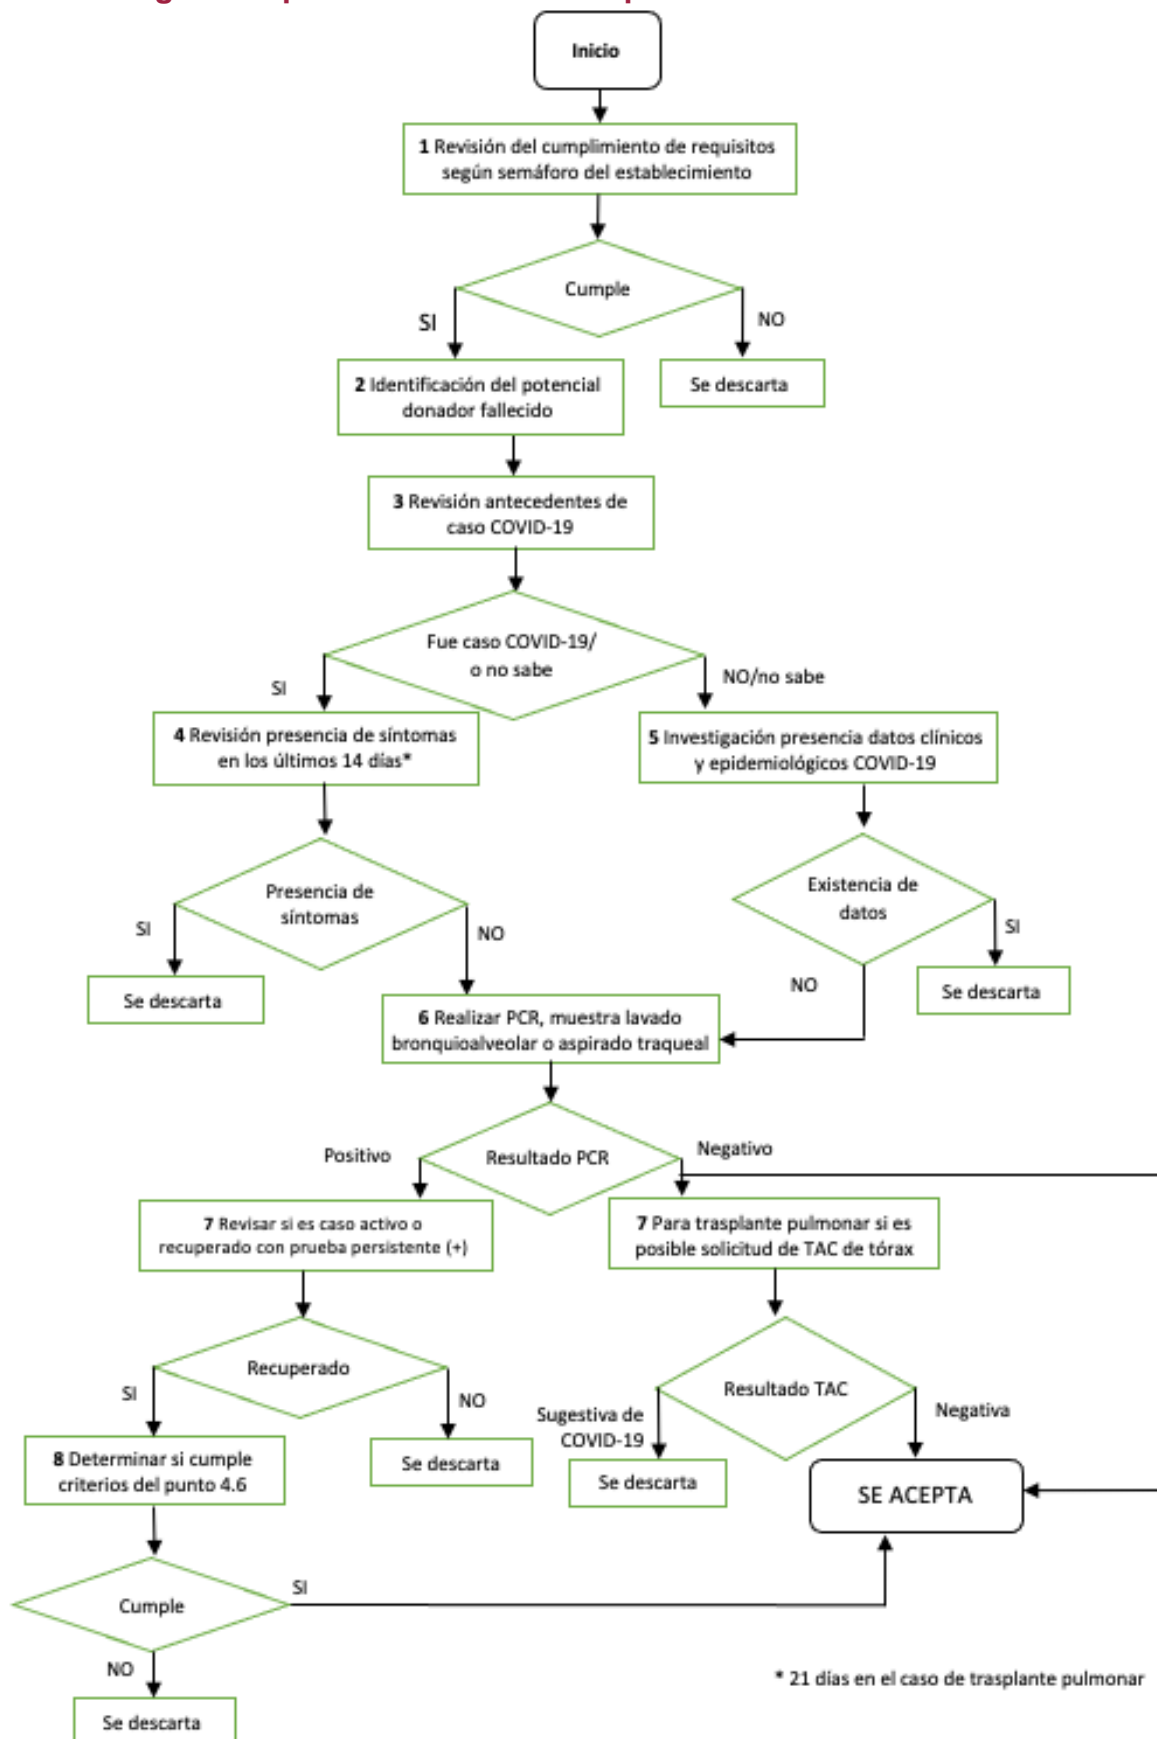 Inicio
1 Revisión del cumplimiento de requisitos
según semáforo del establecimiento
Cumple
SI
NO
2 Identificación del potencial
donador fallecido
Se descarta
3 Revisión antecedentes de
caso COVID-19
Fue caso COVID-19/
o no sabe
SI
NO/no sabe
4 Revisión presencia de síntomas
en los últimos 14 días*
5 Investigación presencia datos clínicos
y epidemiológicos COVID-19
Presencia de
síntomas
Existencia de
datos
SI
NO
SI
NO
Se descarta
Se descarta
6 Realizar PCR, muestra lavado
bronquioalveolar o aspirado traqueal
Resultado PCR
Positivo
Negativo
7 Revisar si es caso activo o
recuperado con prueba persistente (+)
7 Para trasplante pulmonar si es
posible solicitud de TAC de tórax
Recuperado
Resultado TAC
SI
NO
Sugestiva de
COVID-19
Negativa
8 Determinar si cumple
criterios del punto 4.6
Se descarta
Se descarta
SE ACEPTA
Cumple
SI
NO
Se descarta
* 21 días en el caso de trasplante pulmonar